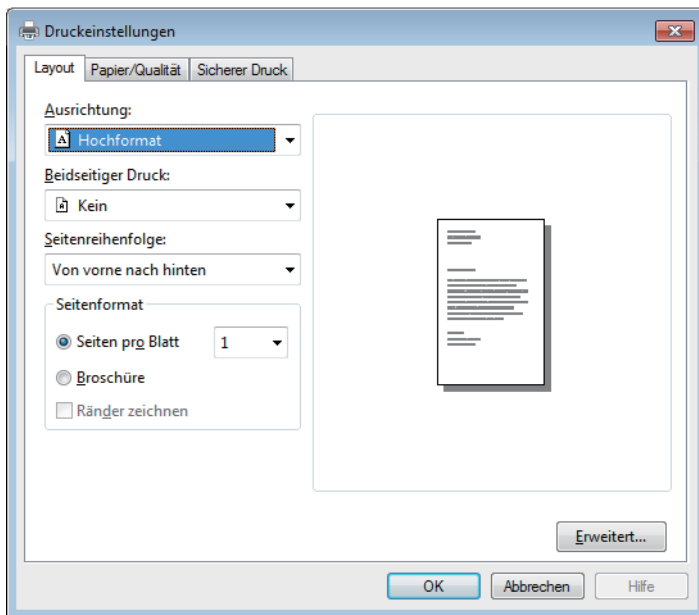 Druckeinstellungen
Layout Papier/Qualität Sicherer Druck
Ausrichtung:
A Hochformat
Beidseitiger Druck:
Kein
Seitenreihenfolge:
Von vorne nach hinten
Seitenformat
Seiten pro Blatt 1
Broschüre
Ränder zeichnen
Erweitert...
OK Abbrechen Hilfe